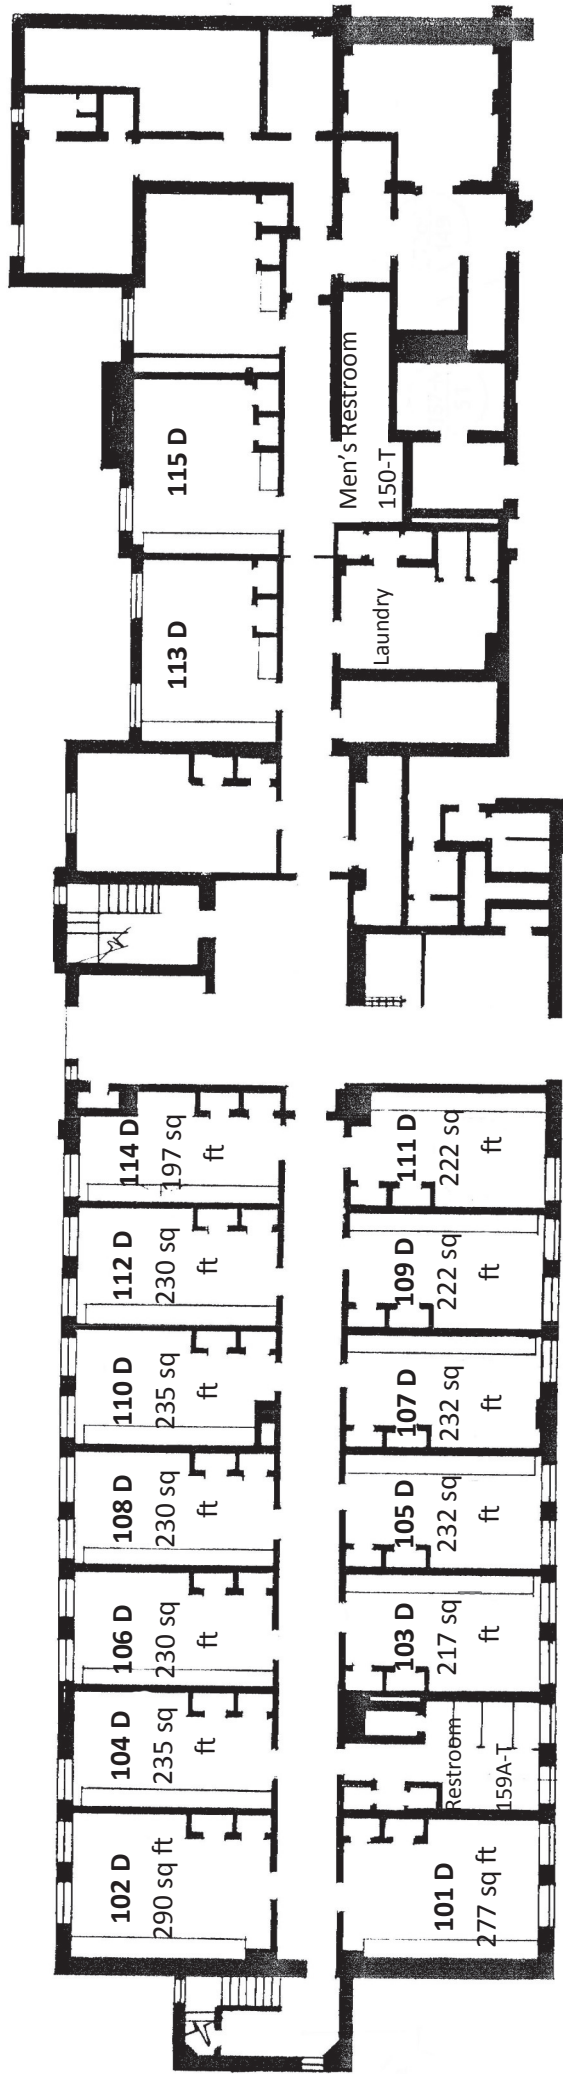 102 D
290 sq ft
104 D
235 sq
ft
106 D
230 sq
ft
108 D
230 sq
ft
110 D
235 sq
ft
112 D
230 sq
ft
114 D
197 sq
ft
113 D
115 D
101 D
277 sq ft
Restroom
159A-T
103 D
217 sq
ft
105 D
232 sq
ft
107 D
232 sq
ft
109 D
222 sq
ft
111 D
222 sq
ft
Laundry
Men's Restroom
150-T